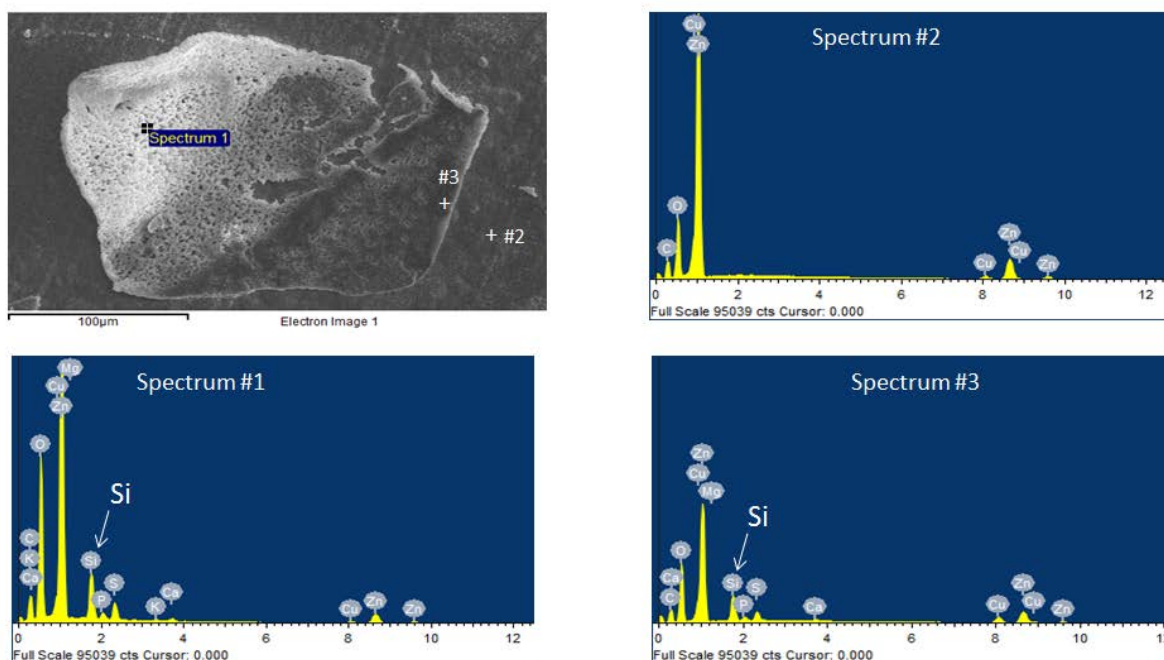 Spectrum 1
#3
+ #2
+
100µm
Electron Image 1
Spectrum #2
Cu
Zn
O
C
Zn
Cu
Cu
Zn
0 2 4 6 8 10 12
Full Scale 95039 cts Cursor: 0.000
Spectrum #1
Mg
Cu
Zn
O
Si
C
K
Ca
Si
P
S
K
Ca
Cu
Zn
Zn
0 2 4 6 8 10 12
Full Scale 95039 cts Cursor: 0.000
Spectrum #3
Zn
Cu
Mg
O
Si
Ca
C
Si
P
S
Ca
Cu
Zn
Cu
Zn
0 2 4 6 8 10 12
Full Scale 95039 cts Cursor: 0.000